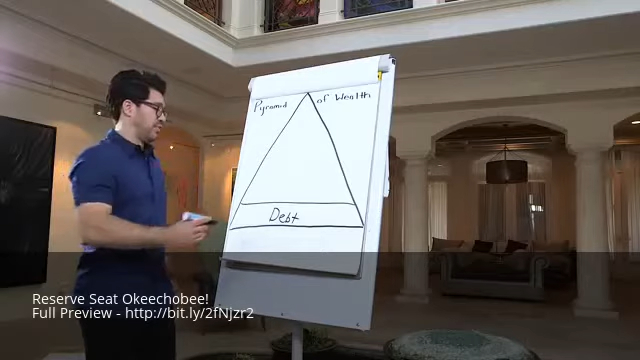 Pyramid of Wealth
Debt
Reserve Seat Okeechobee!
Full Preview - http://bit.ly/2fNjzr2